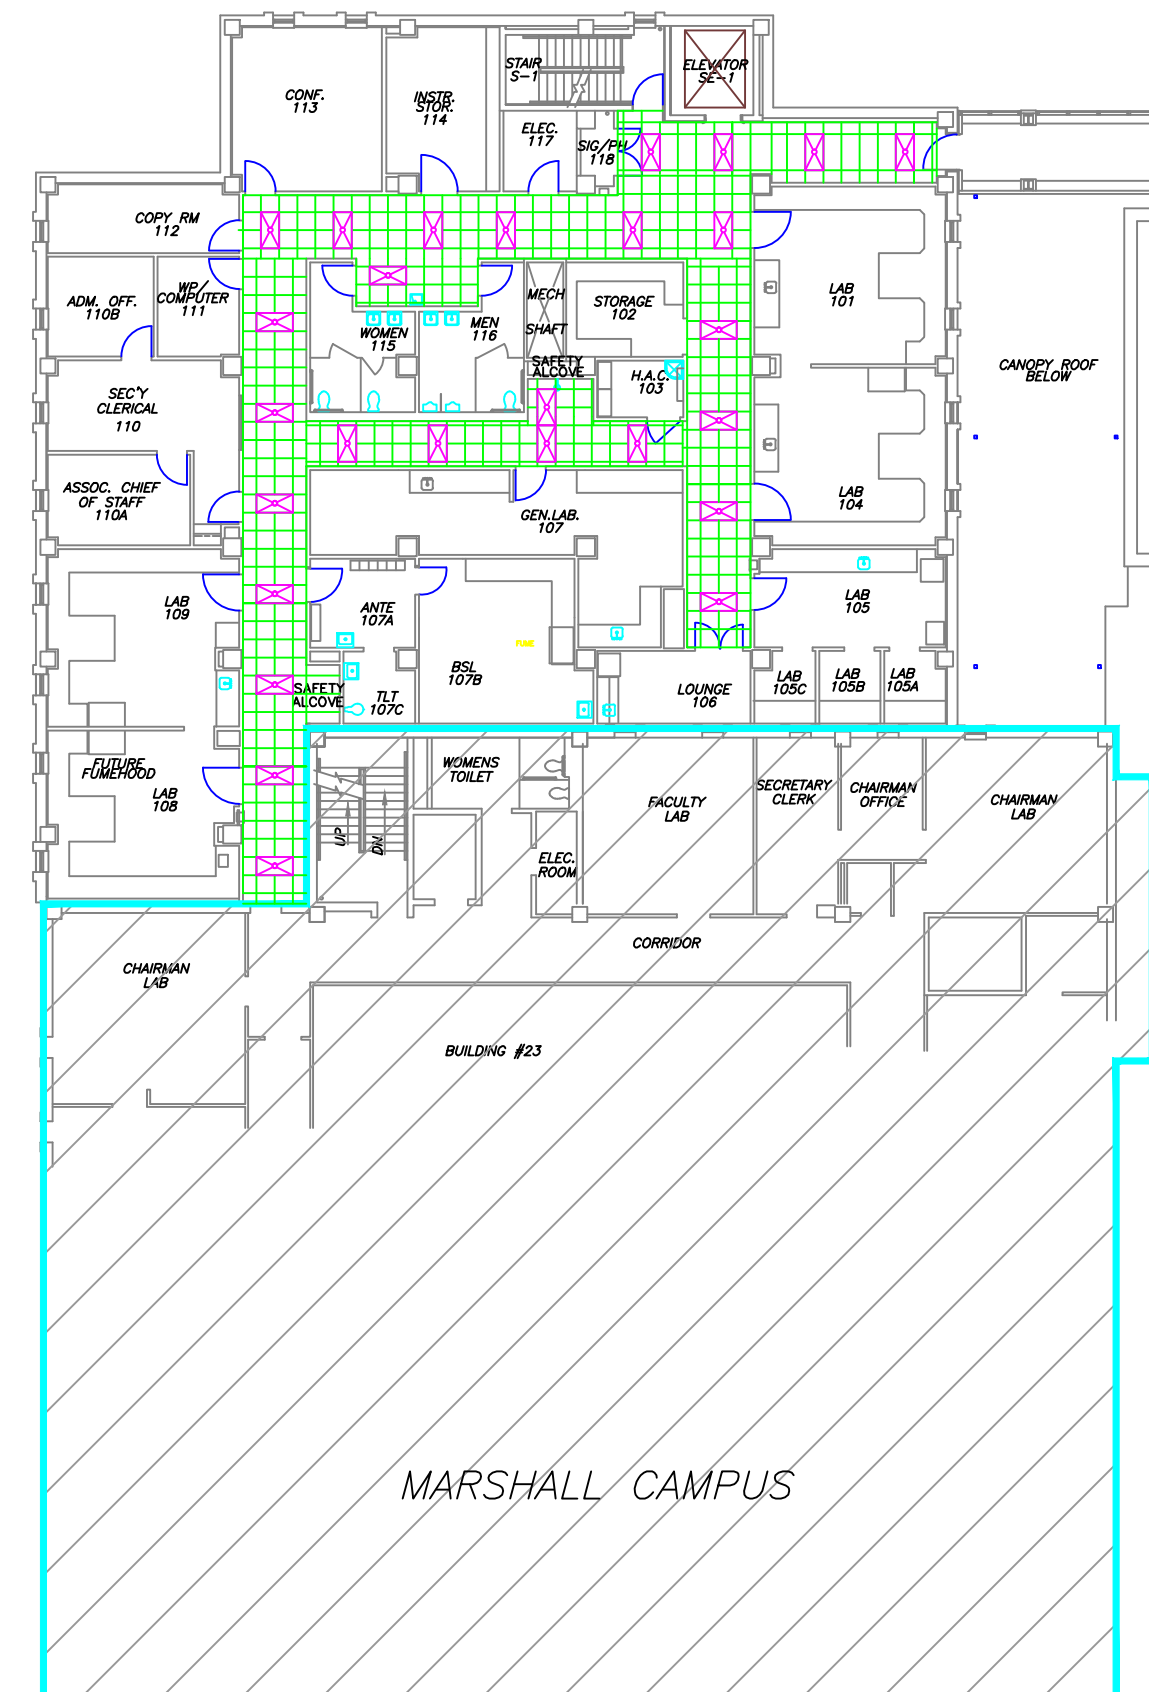 STAIR
S-1
ELEVATOR
SE-1
CONF.
113
INSTR.
STOR.
114
ELEC.
117
SIG/PH
118
COPY RM
112
ADM. OFF.
110B
WP/
COMPUTER
111
MECH
SHAFT
STORAGE
102
LAB
101
WOMEN
115
MEN
116
SAFETY
ALCOVE
H.A.C.
103
CANOPY ROOF
BELOW
SEC'Y
CLERICAL
110
ASSOC. CHIEF
OF STAFF
110A
GEN.LAB.
107
LAB
104
LAB
109
ANTE
107A
LAB
105
FUME
BSL
107B
SAFETY
ALCOVE
TLT
107C
LOUNGE
106
LAB
105C
LAB
105B
LAB
105A
FUTURE
FUMEHOOD
LAB
108
UP
DN.
WOMENS
TOILET
ELEC.
ROOM
FACULTY
LAB
SECRETARY
CLERK
CHAIRMAN
OFFICE
CHAIRMAN
LAB
CORRIDOR
CHAIRMAN
LAB
BUILDING #23
MARSHALL CAMPUS